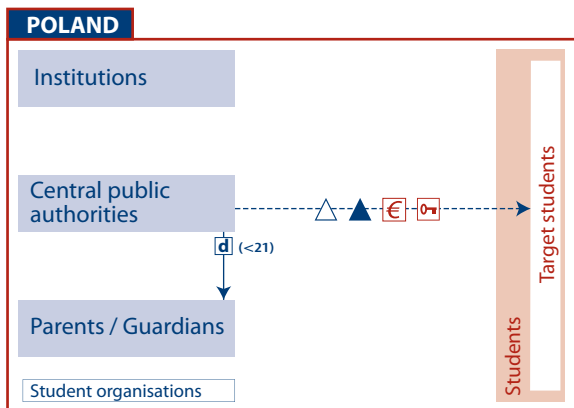 POLAND
Institutions
Central public
authorities
€
d (<21)
Parents / Guardians
Student organisations
Students
Target students